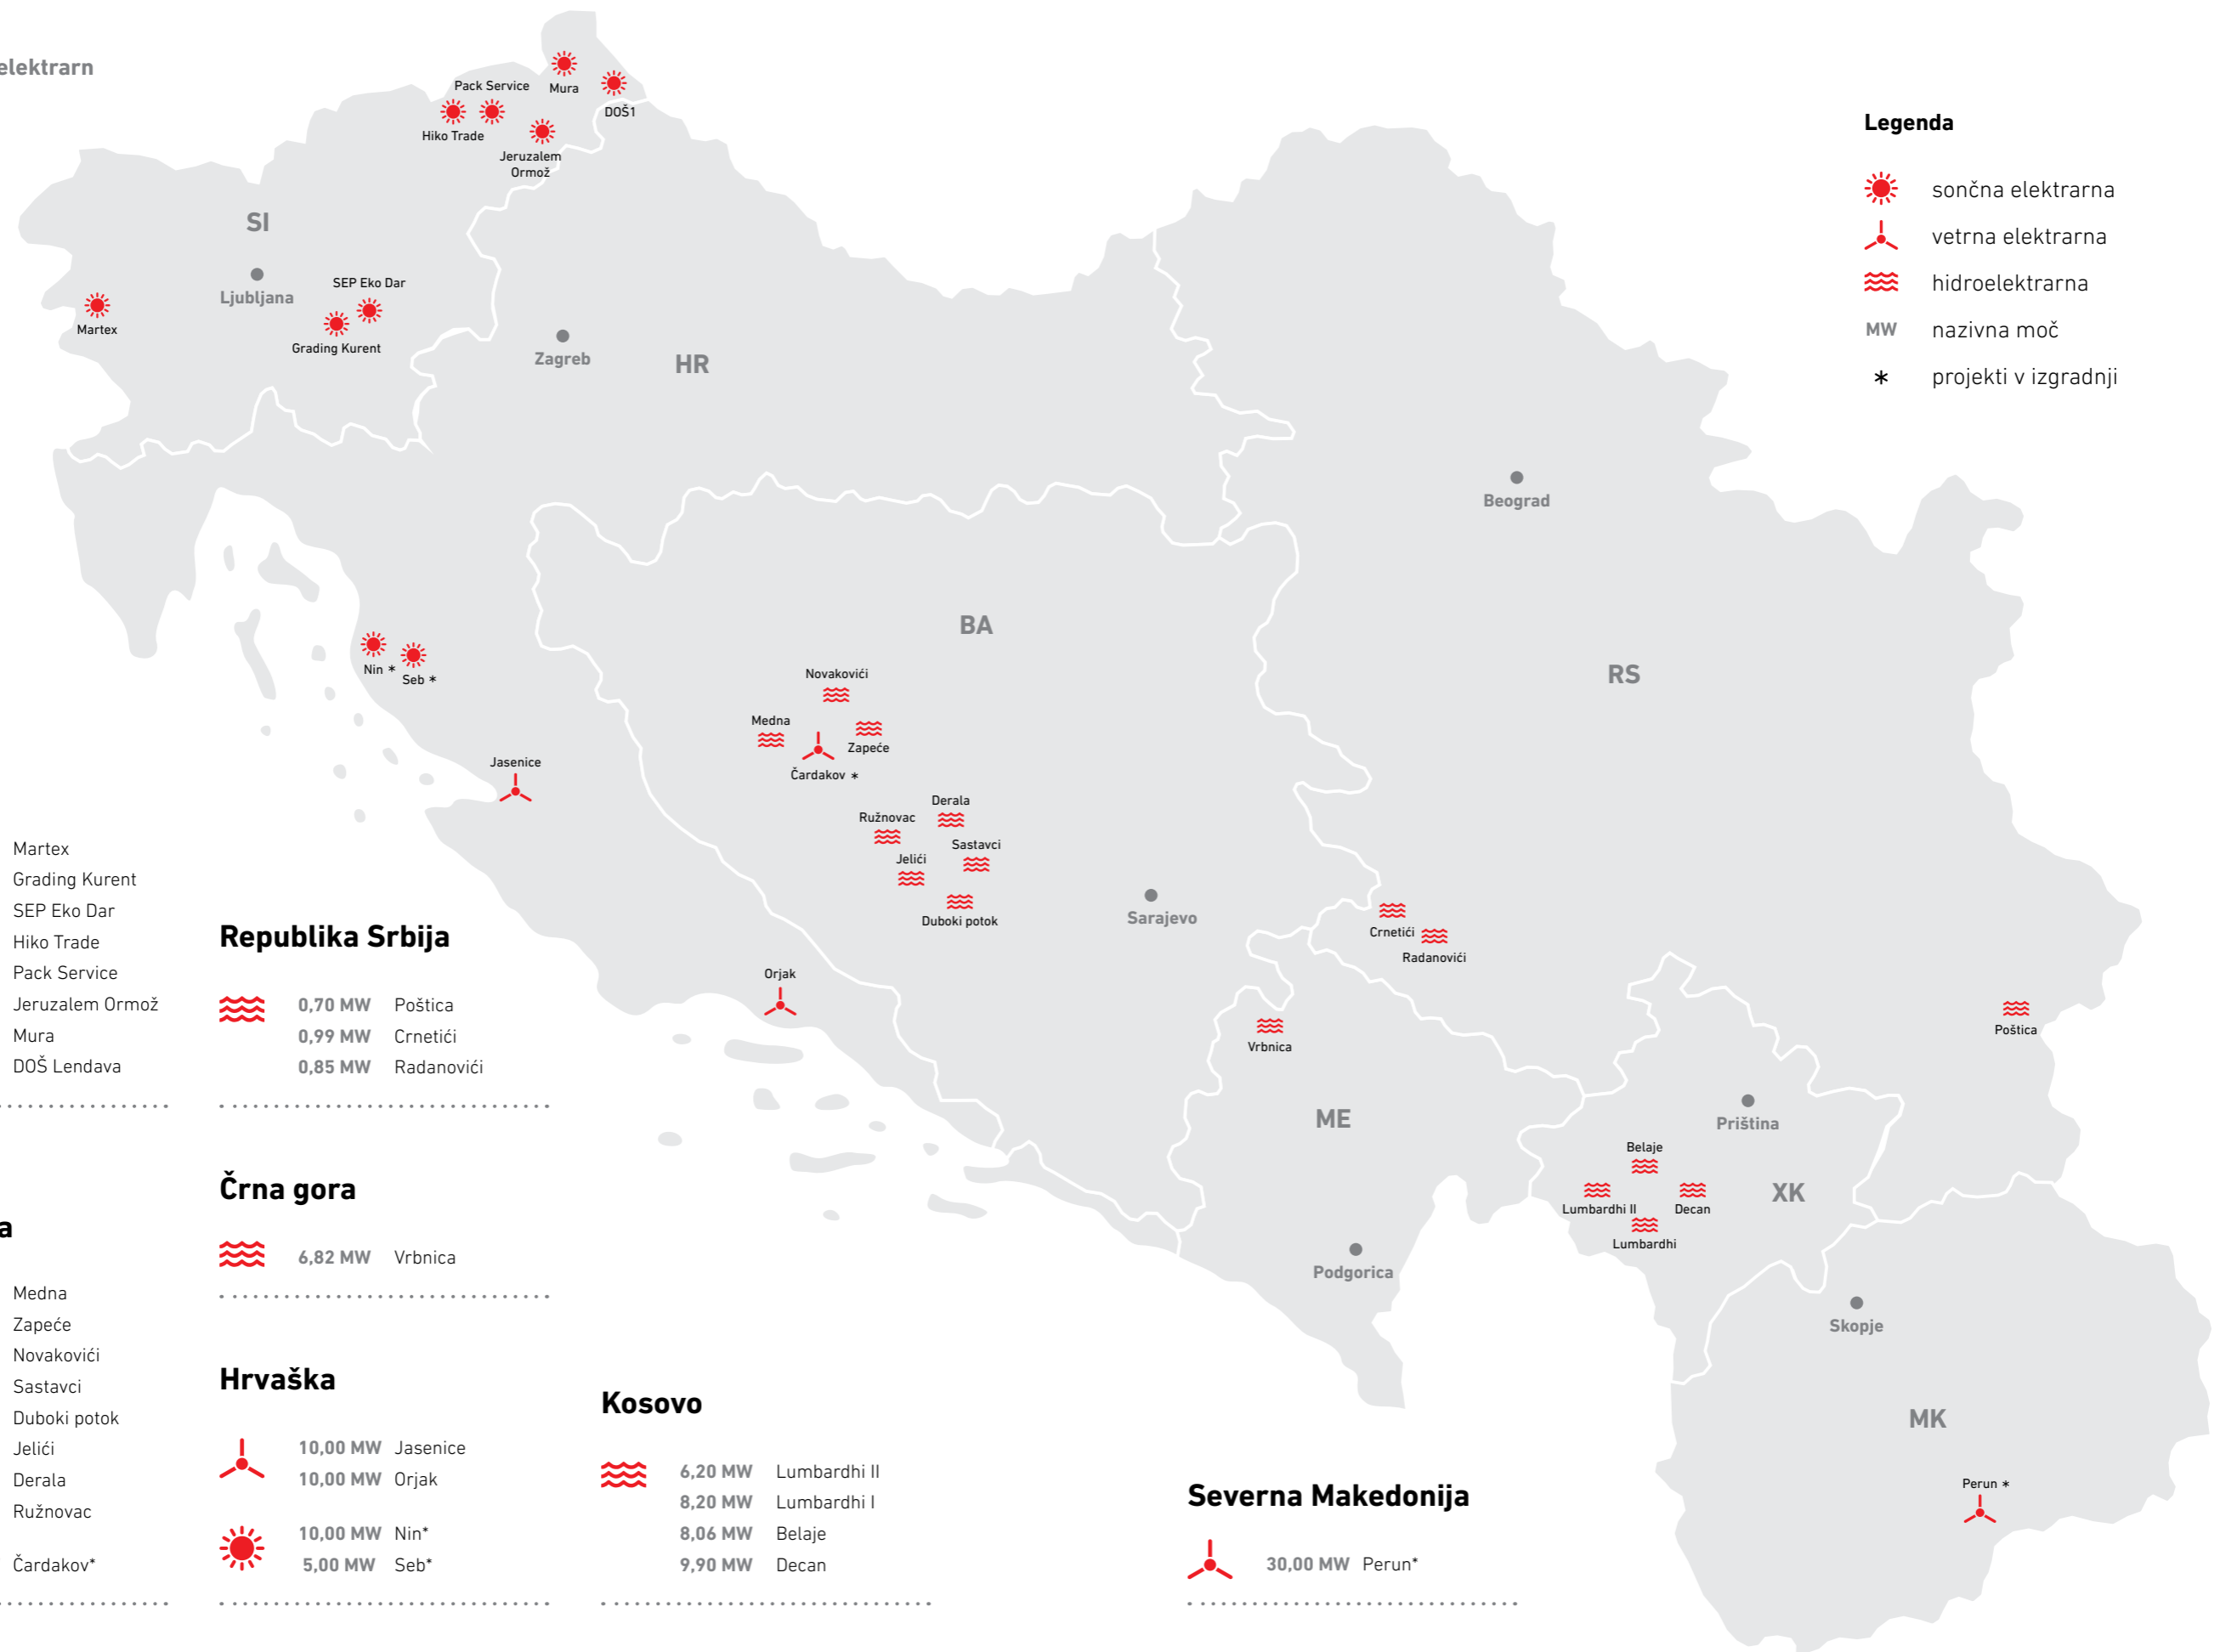 elektrarn
Pack Service
Mura
DOŠ1
Hiko Trade
Jeruzalem
Ormož
SI
Ljubljana
SEP Eko Dar
Martex
Grading Kurent
Zagreb
HR
Legenda
sončna elektrarna
vetrna elektrarna
hidroelektrarna
MW nazivna moč
* projekti v izgradnji
Beograd
BA
RS
Nin *
Seb *
Novakovići
Medna
Zapeće
Čardakov *
Jasenice
Derala
Ružnovac
Sastavci
Jelići
Duboki potok
Sarajevo
Crnetići
Radanovići
Orjak
Vrbnica
Poštica
ME
Priština
Belaje
XK
Lumbardhi II
Decan
Lumbardhi
Podgorica
Skopje
MK
Perun *
Martex
Grading Kurent
SEP Eko Dar
Hiko Trade
Pack Service
Jeruzalem Ormož
Mura
DOŠ Lendava
Republika Srbija
0,70 MW Poštica
0,99 MW Crnetići
0,85 MW Radanovići
Črna gora
6,82 MW Vrbnica
a
Medna
Zapeće
Novakovići
Sastavci
Duboki potok
Jelići
Derala
Ružnovac
Čardakov*
Hrvaška
10,00 MW Jasenice
10,00 MW Orjak
10,00 MW Nin*
5,00 MW Seb*
Kosovo
6,20 MW Lumbardhi II
8,20 MW Lumbardhi I
8,06 MW Belaje
9,90 MW Decan
Severna Makedonija
30,00 MW Perun*